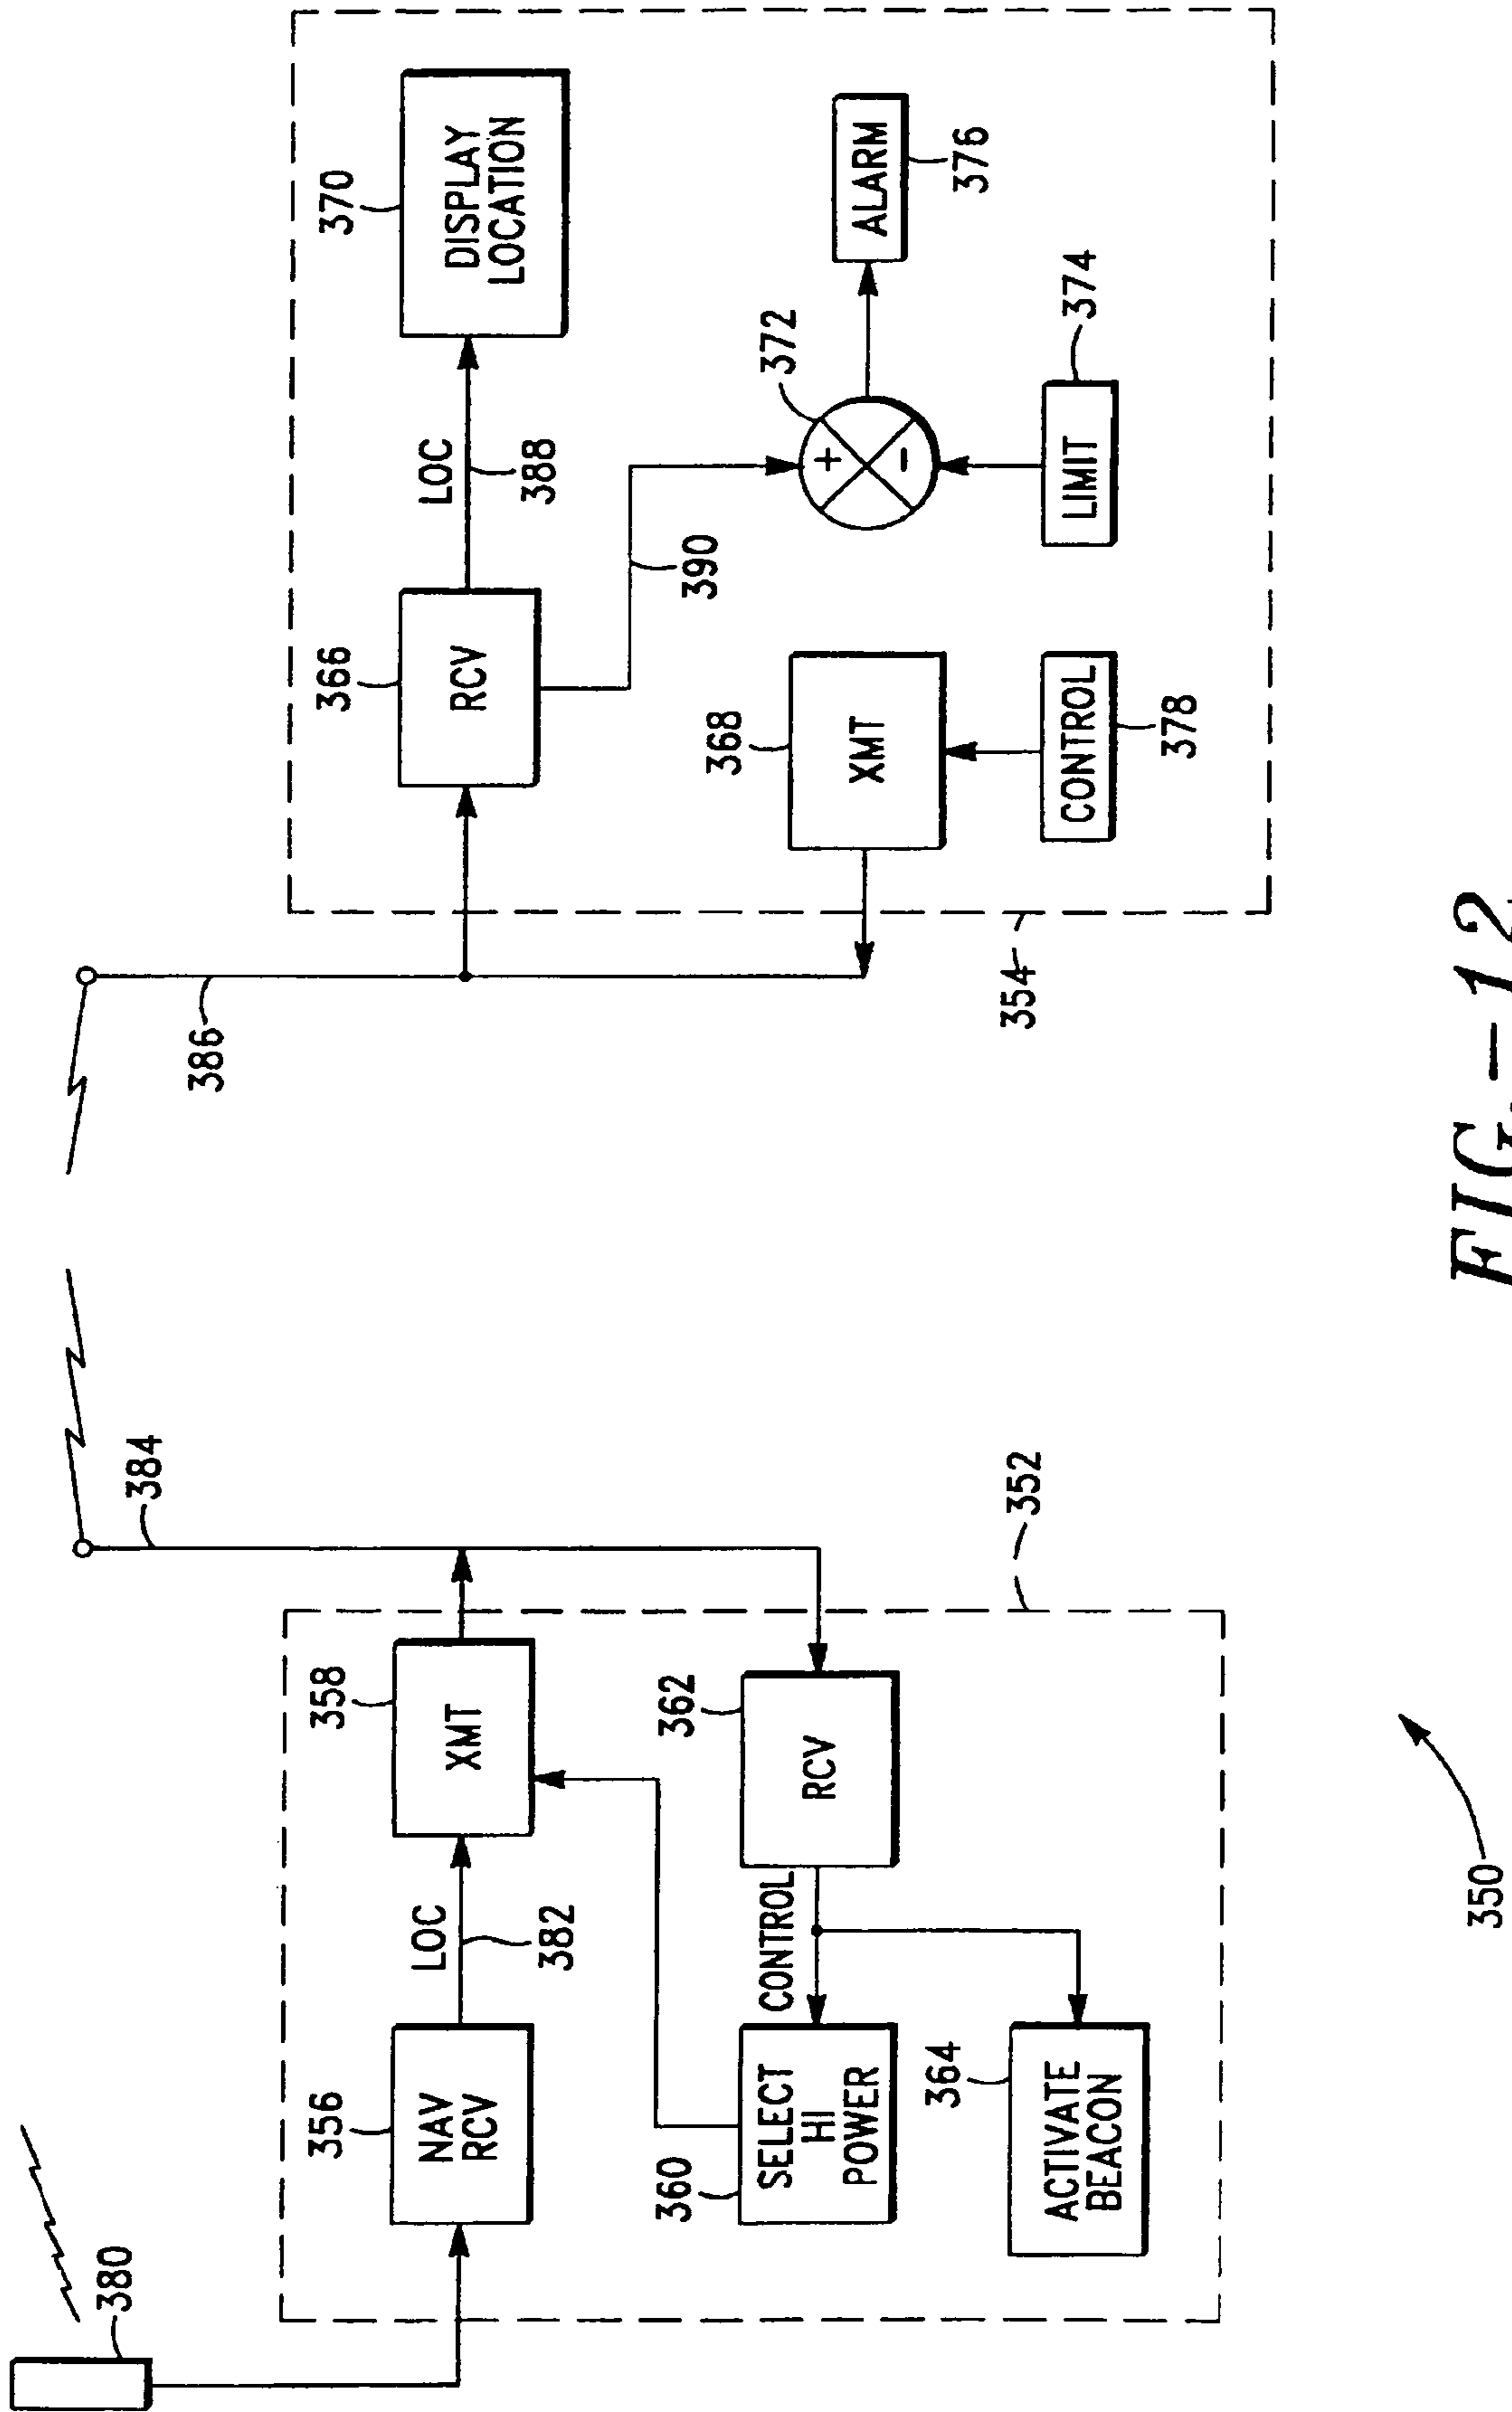 380
384
386
356
NAV
RCV
LOC
382
358
XMT
360
SELECT
HI
POWER
CONTROL
362
RCV
364
ACTIVATE
BEACON
352
366
RCV
LOC
388
370
DISPLAY
LOCATION
390
368
XMT
372
+
-
ALARM
376
CONTROL
378
LIMIT
374
354
350
FIG.-12